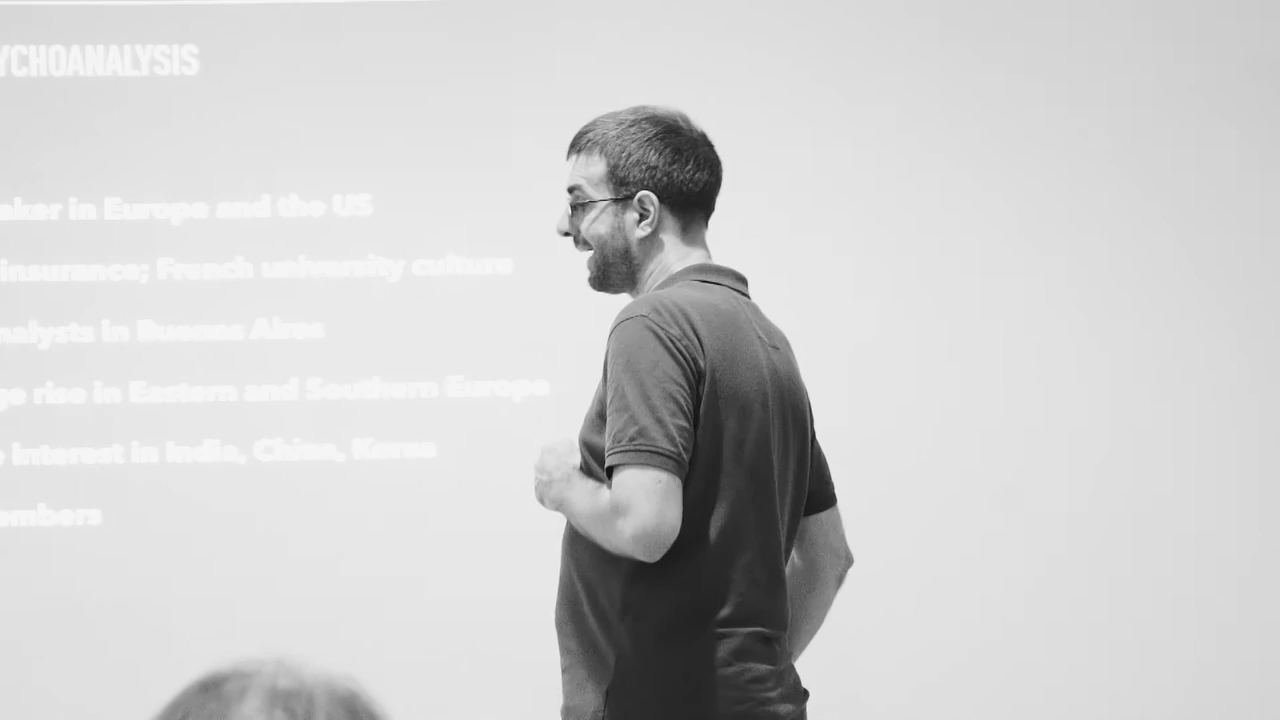 YCHOANALYSIS
aker in Europe and the US
insurance; French university culture
nalysts in Buenos Aires
ge rise in Eastern and Southern Europe
interest in India, China, Korea
embers